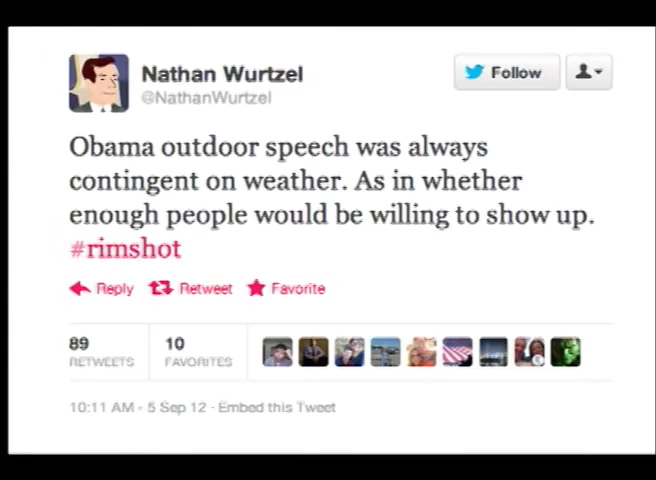 Nathan Wurtzel
@NathanWurtzel
Follow
Obama outdoor speech was always
contingent on weather. As in whether
enough people would be willing to show up.
#rimshot
Reply Retweet Favorite
89
RETWEETS
10
FAVORITES
10:11 AM - 5 Sep 12 · Embed this Tweet